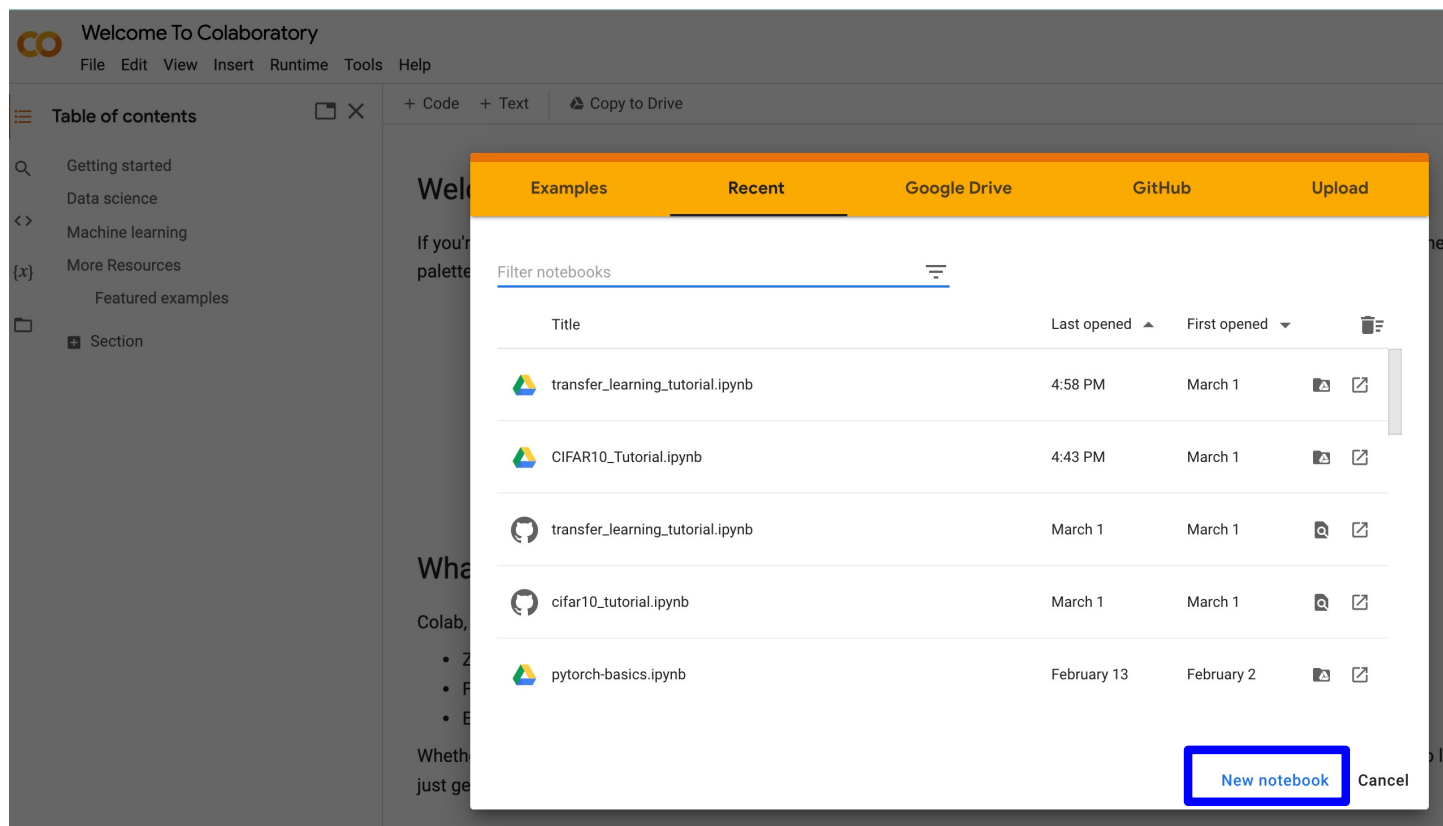 Welcome To Colaboratory
File Edit View Insert Runtime Tools Help
Table of contents
+ Code + Text Copy to Drive
Getting started
Data science
Machine learning
More Resources
Featured examples
Section
If you'r
palette
Colab,
just ge
Examples Recent Google Drive GitHub Upload
Filter notebooks
Title Last opened First opened
transfer_learning_tutorial.ipynb 4:58 PM March 1
CIFAR10_Tutorial.ipynb 4:43 PM March 1
transfer_learning_tutorial.ipynb March 1 March 1
cifar10_tutorial.ipynb March 1 March 1
pytorch-basics.ipynb February 13 February 2
New notebook Cancel